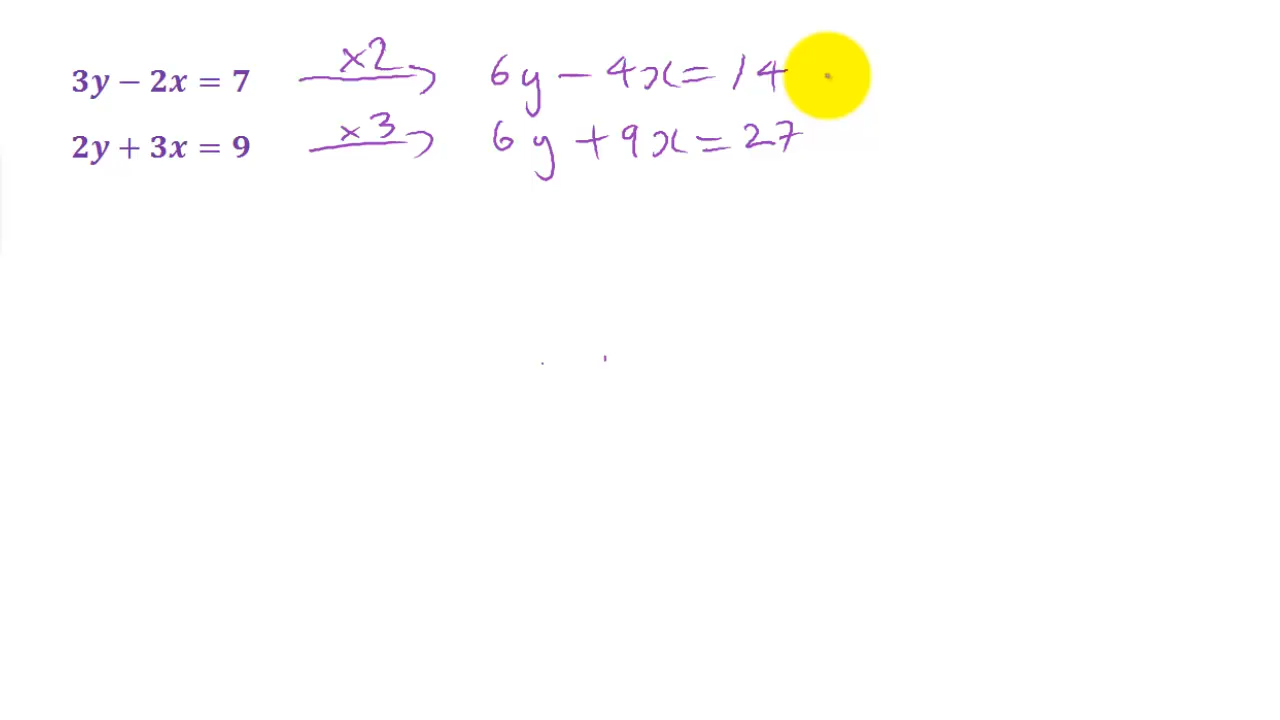 3y − 2x = 7 ×2 6y − 4x = 14
2y + 3x = 9 ×3 6y + 9x = 27